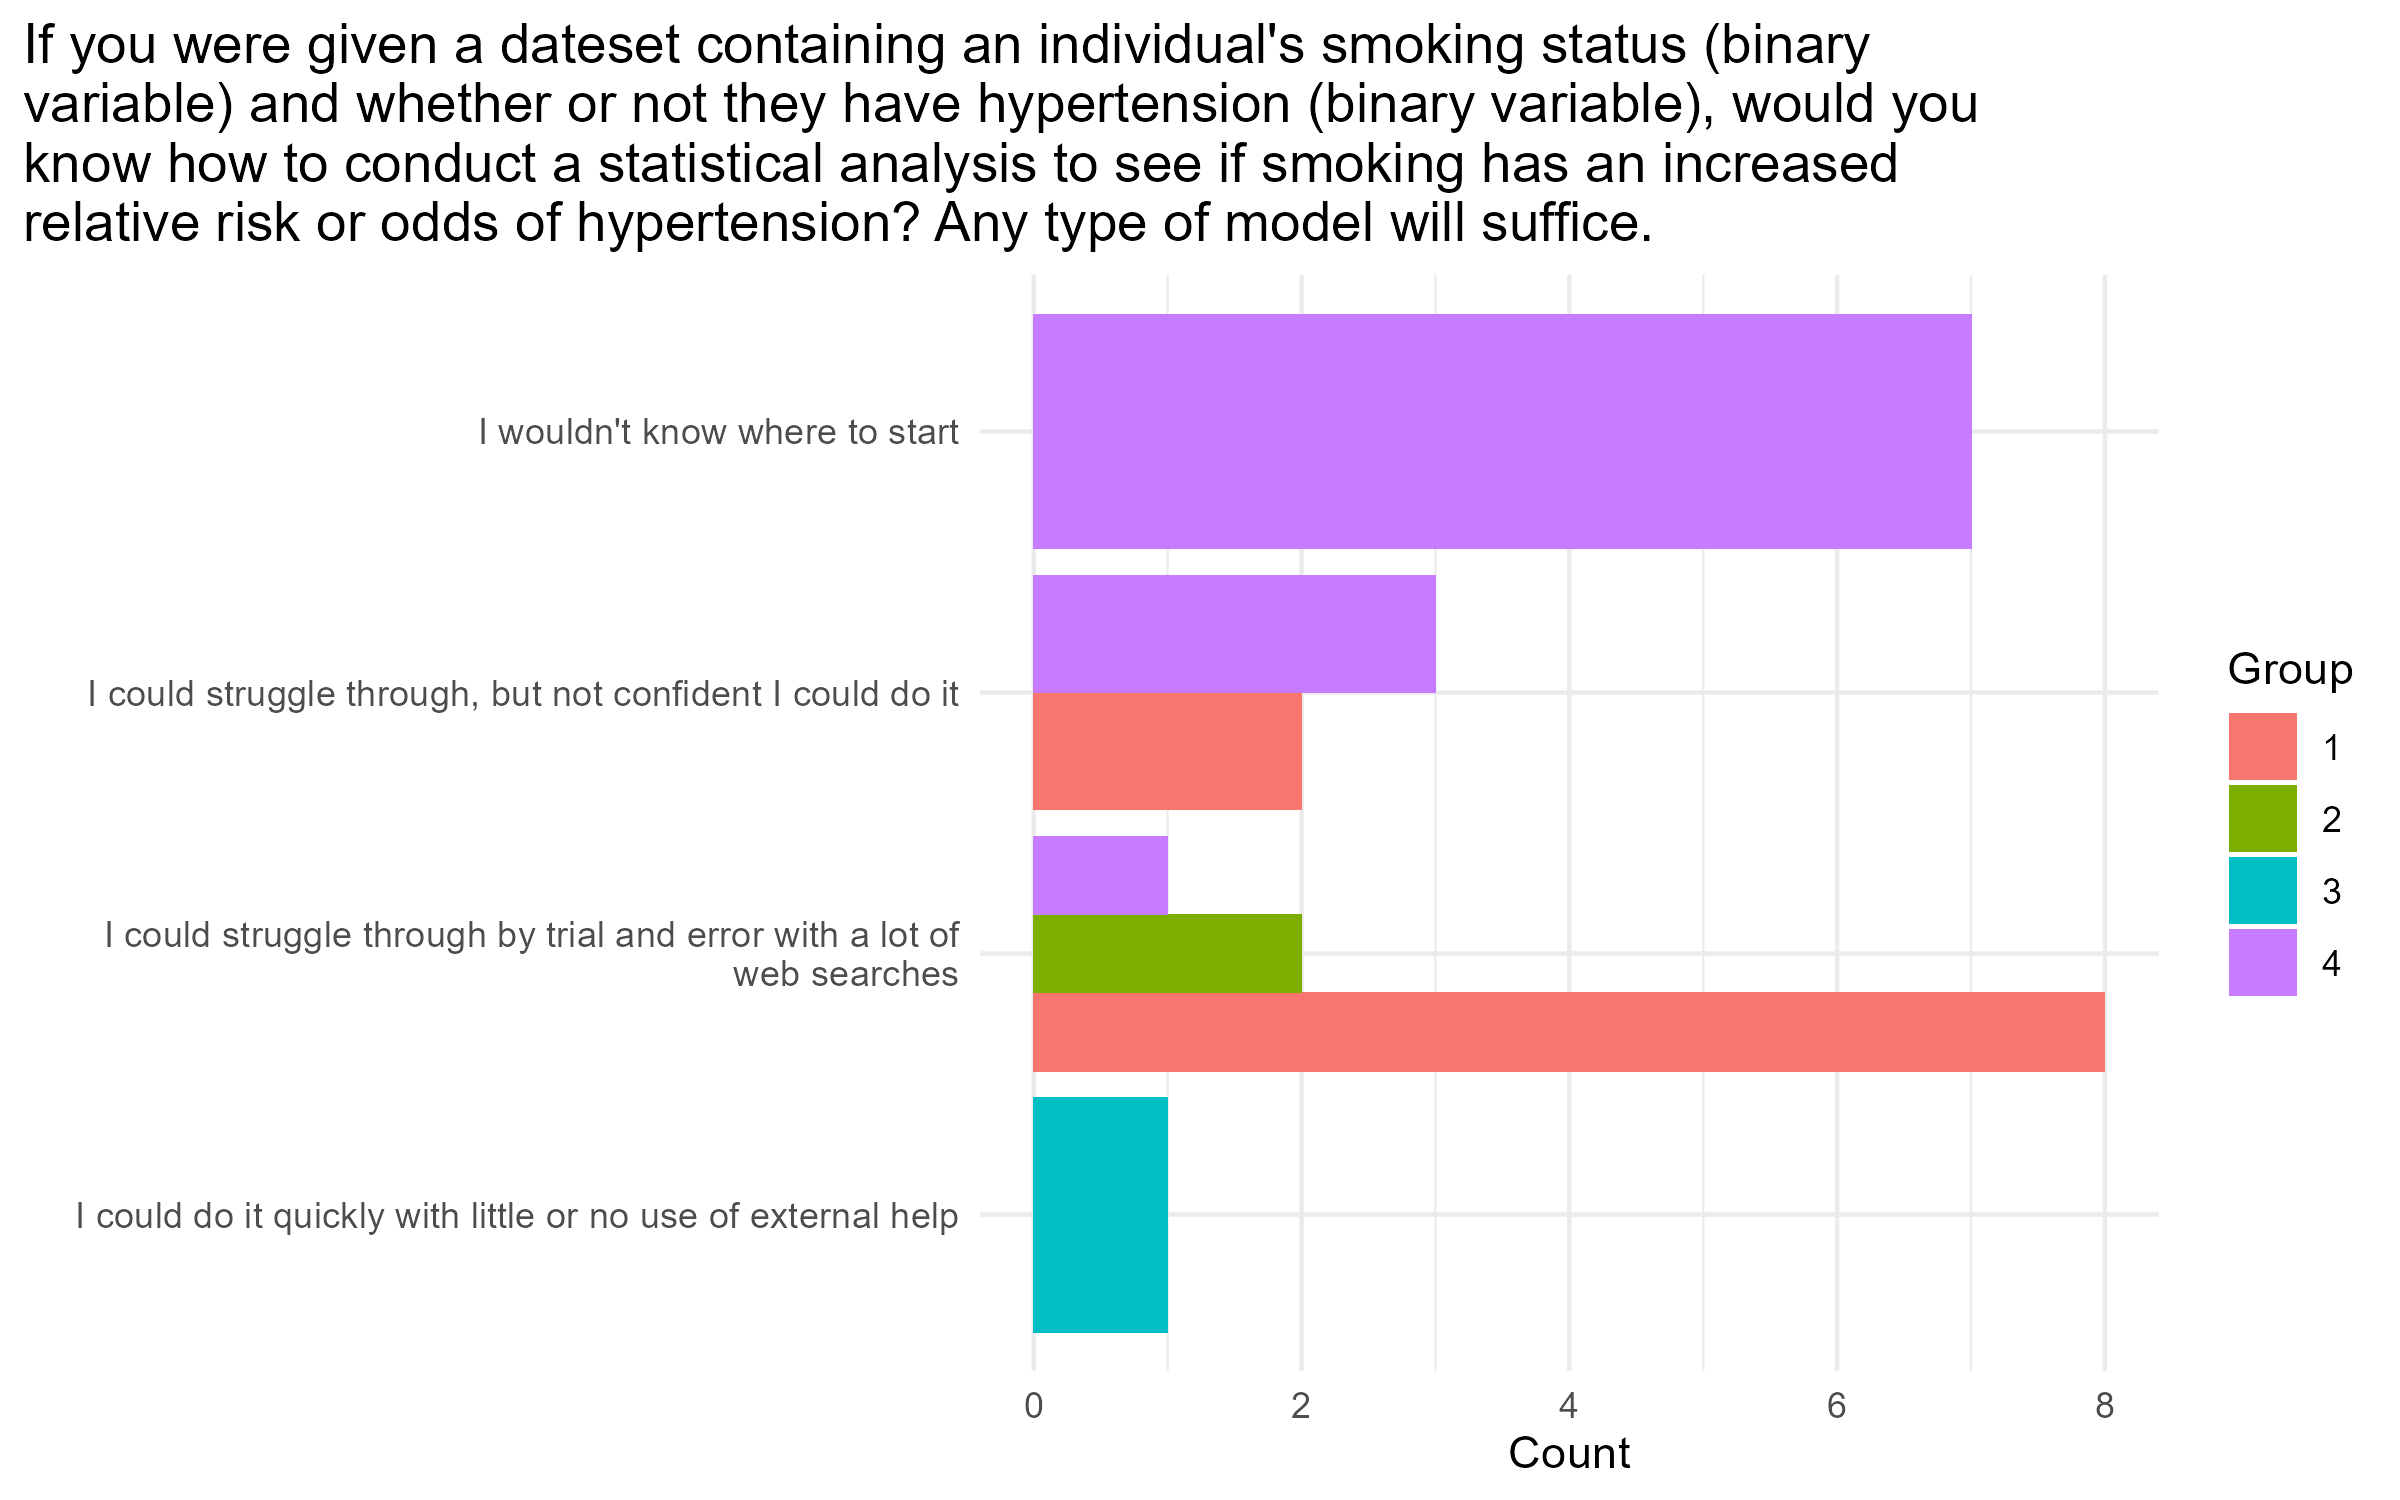 If you were given a dateset containing an individual's smoking status (binary
variable) and whether or not they have hypertension (binary variable), would you
know how to conduct a statistical analysis to see if smoking has an increased
relative risk or odds of hypertension? Any type of model will suffice.
I wouldn't know where to start
I could struggle through, but not confident I could do it
I could struggle through by trial and error with a lot of
web searches
I could do it quickly with little or no use of external help
0 2 4 6 8
Count
Group
1
2
3
4